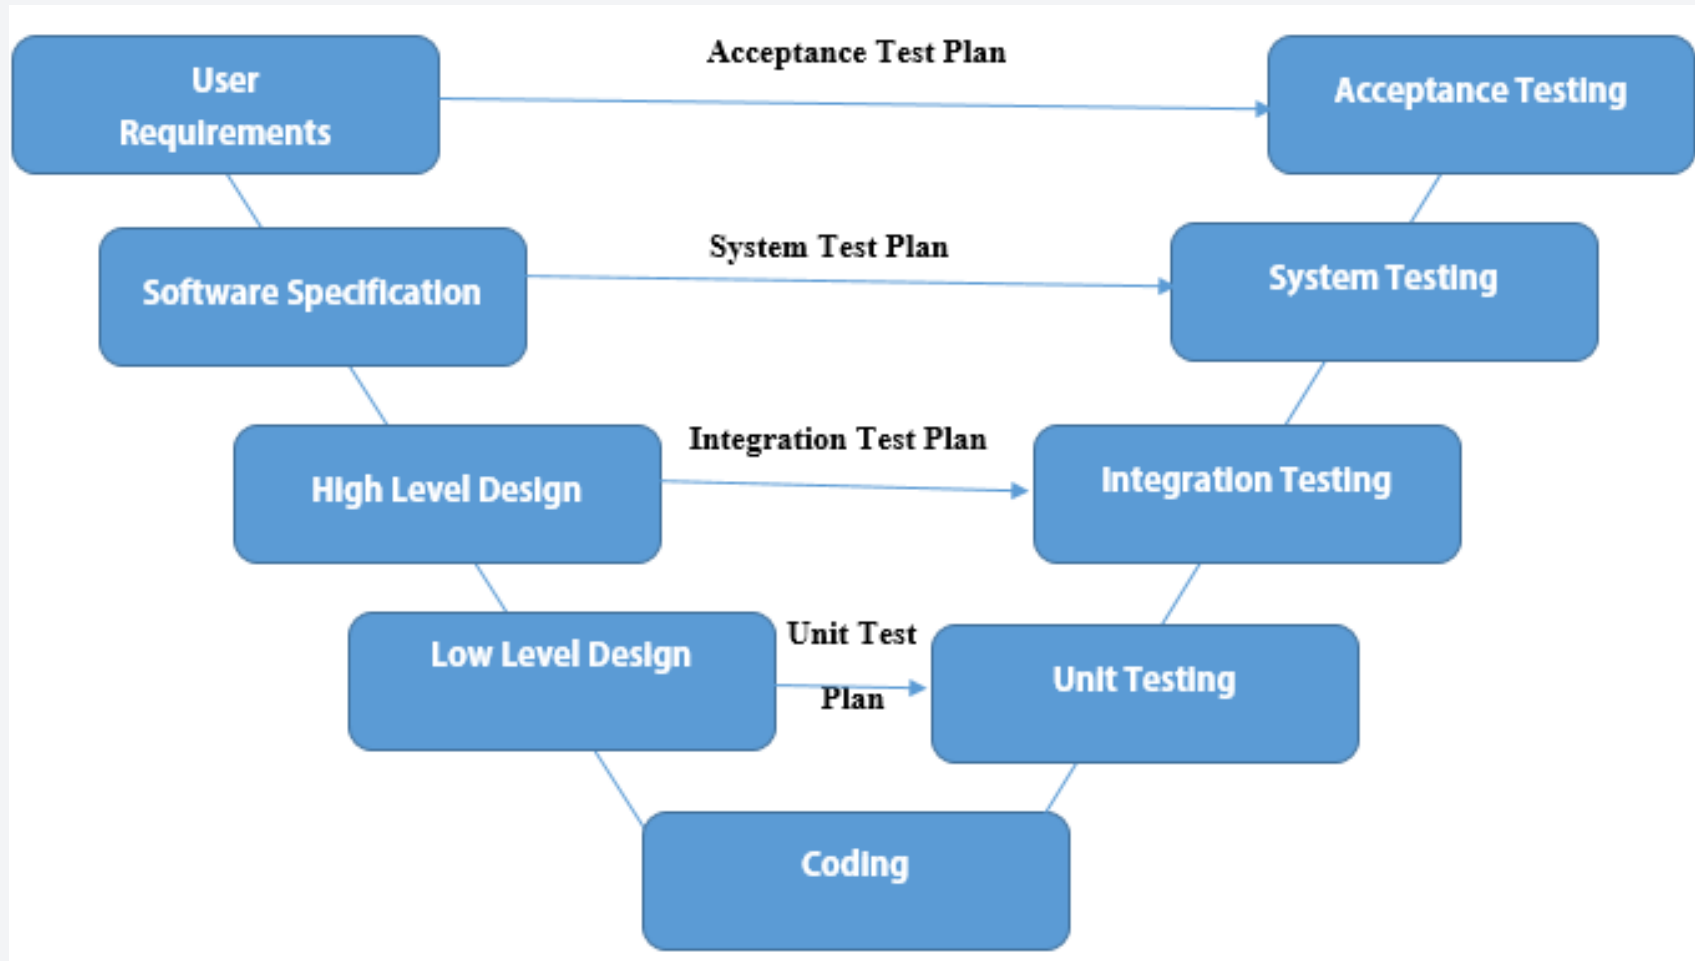 User
Requirements
Acceptance Test Plan
Acceptance Testing
Software Specification
System Test Plan
System Testing
High Level Design
Integration Test Plan
Integration Testing
Low Level Design
Unit Test
Plan
Unit Testing
Coding